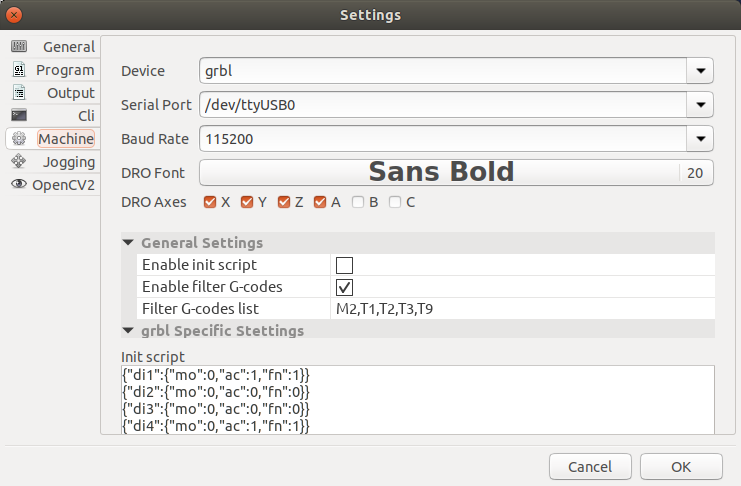 Settings
General
Program
Output
Cli
Machine
Jogging
OpenCV2
Device grbl
Serial Port /dev/ttyUSB0
Baud Rate 115200
DRO Font Sans Bold 20
DRO Axes X Y Z A B C
General Settings
Enable init script
Enable filter G-codes
Filter G-codes list M2,T1,T2,T3,T9
grbl Specific Stettings
Init script
{"di1":{"mo":0,"ac":1,"fn":1}}
{"di2":{"mo":0,"ac":0,"fn":0}}
{"di3":{"mo":0,"ac":0,"fn":0}}
{"di4":{"mo":0,"ac":1,"fn":1}}
Cancel OK